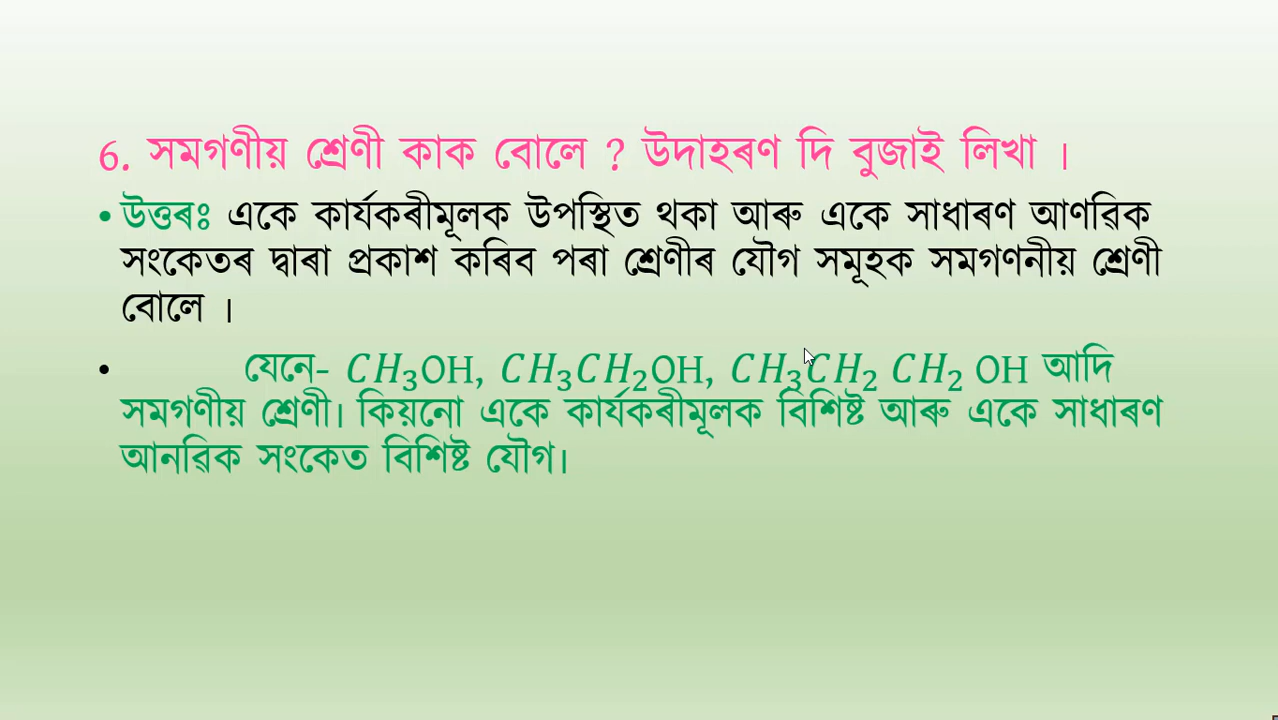 6. সমগণীয় শ্ৰেণী কাক বোলে ? উদাহৰণ দি বুজাই লিখা ।
• উত্তৰঃ একে কাৰ্যকৰীমূলক উপস্থিত থকা আৰু একে সাধাৰণ আণৱিক
সংকেতৰ দ্বাৰা প্ৰকাশ কৰিব পৰা শ্ৰেণীৰ যৌগ সমূহক সমগণনীয় শ্ৰেণী
বোলে ।
• যেনে- CH₃OH, CH₃CH₂OH, CH₃CH₂ CH₂ OH আদি
সমগণীয় শ্ৰেণী। কিয়নো একে কাৰ্যকৰীমূলক বিশিষ্ট আৰু একে সাধাৰণ
আনৱিক সংকেত বিশিষ্ট যৌগ।